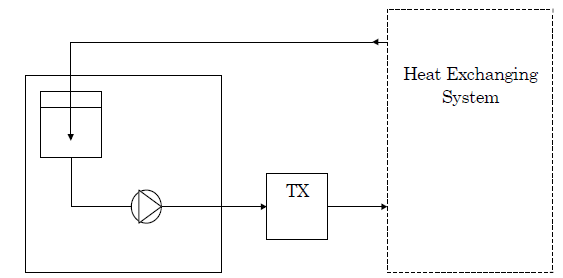 Heat Exchanging
System
TX